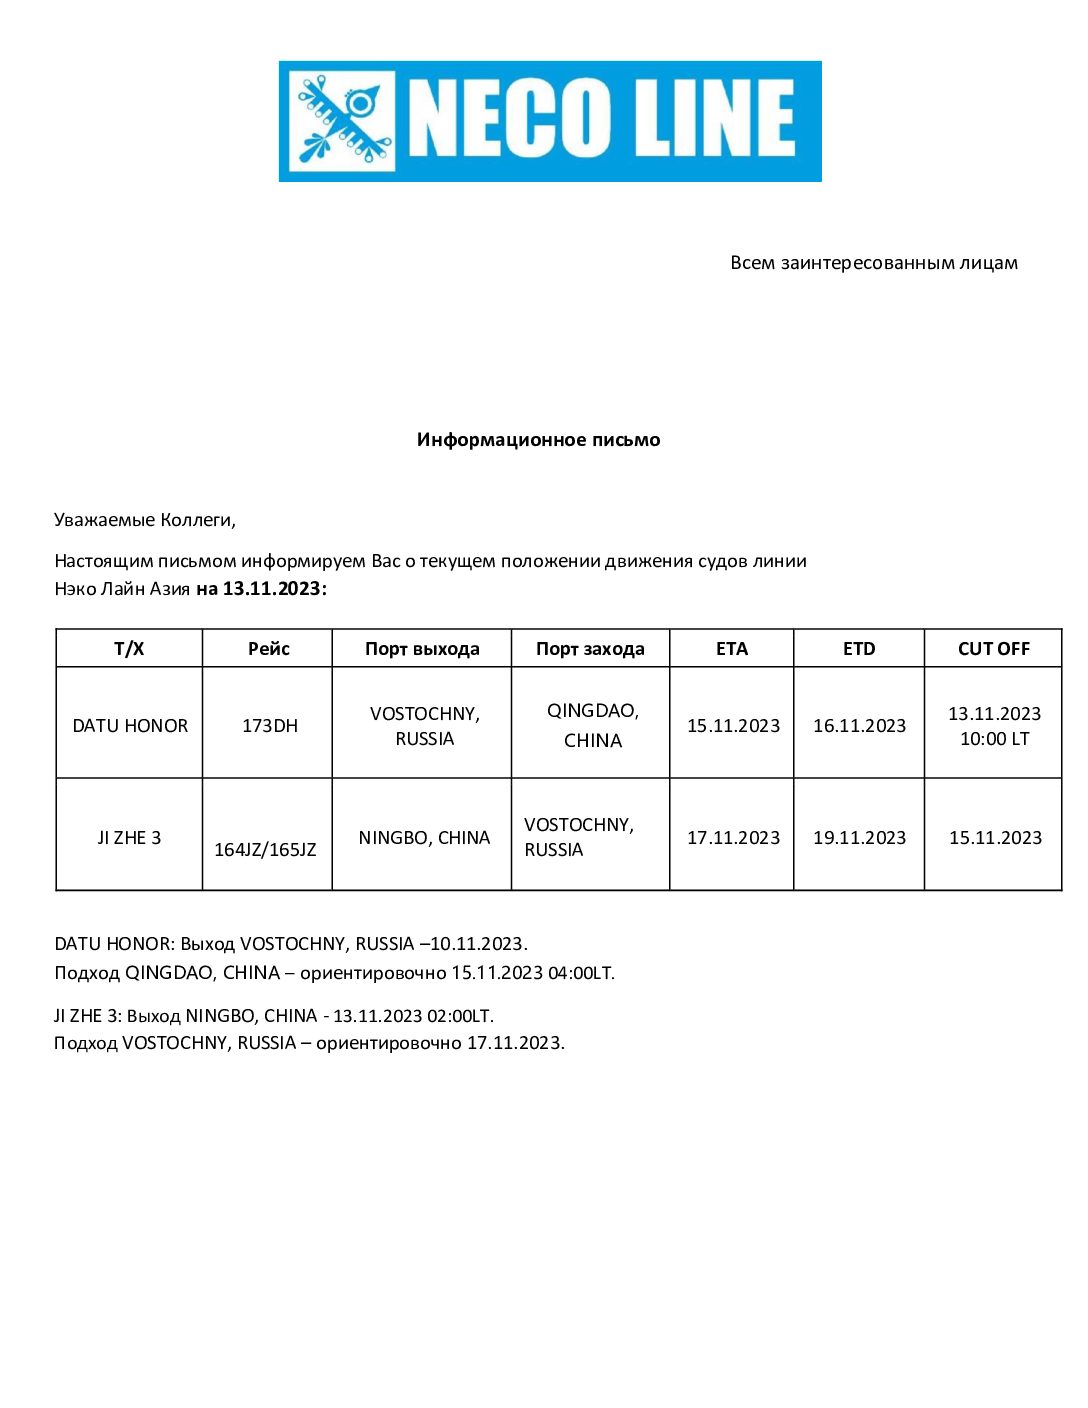 NECO LINE
Всем заинтересованным лицам
Информационное письмо
Уважаемые Коллеги,
Настоящим письмом информируем Вас о текущем положении движения судов линии
Нэко Лайн Азия на 13.11.2023:
Т/Х Рейс Порт выхода Порт захода ETA ETD CUT OFF
DATU HONOR 173DH VOSTOCHNY, RUSSIA QINGDAO, CHINA 15.11.2023 16.11.2023 13.11.2023 10:00 LT
JI ZHE 3 164JZ/165JZ NINGBO, CHINA VOSTOCHNY, RUSSIA 17.11.2023 19.11.2023 15.11.2023
DATU HONOR: Выход VOSTOCHNY, RUSSIA –10.11.2023.
Подход QINGDAO, CHINA – ориентировочно 15.11.2023 04:00LT.
JI ZHE 3: Выход NINGBO, CHINA - 13.11.2023 02:00LT.
Подход VOSTOCHNY, RUSSIA – ориентировочно 17.11.2023.